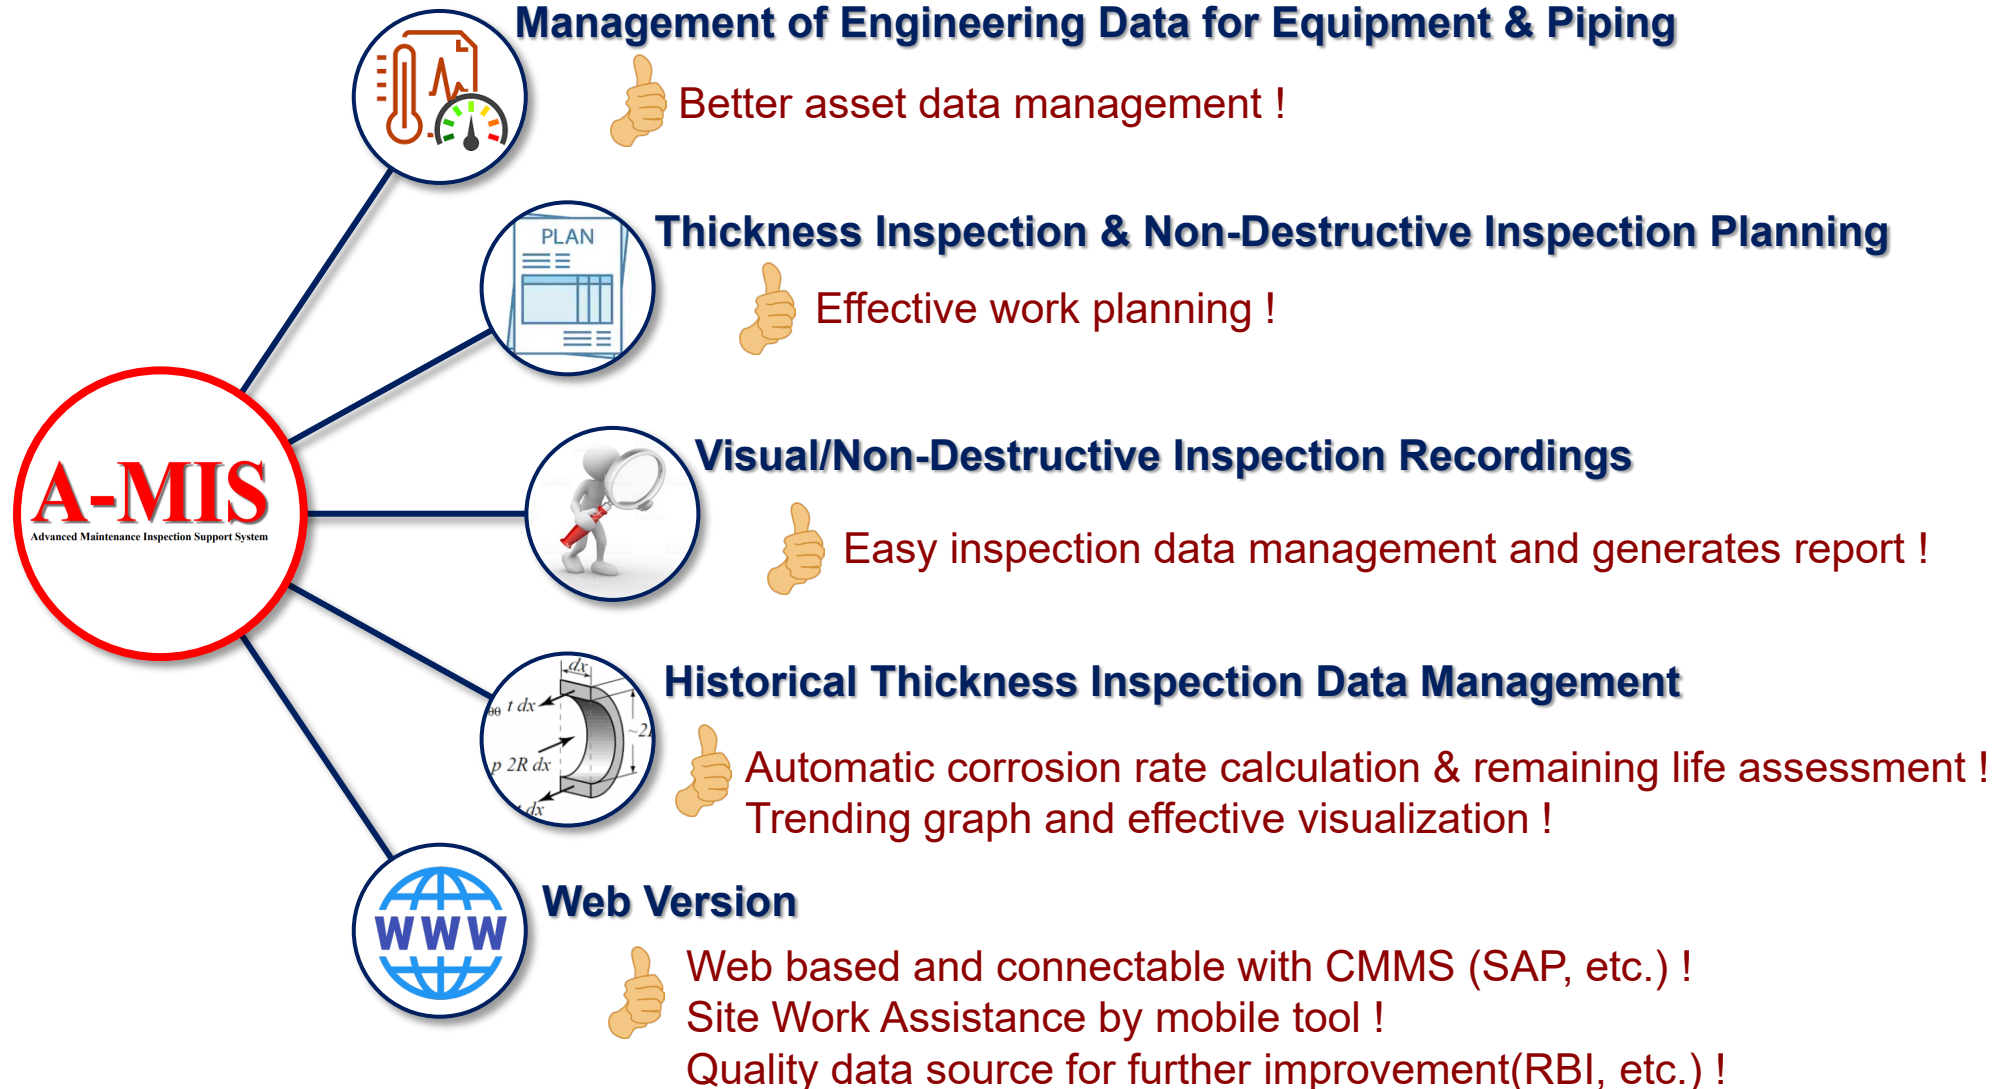 Management of Engineering Data for Equipment & Piping
Better asset data management !
PLAN
Thickness Inspection & Non-Destructive Inspection Planning
Effective work planning !
A-MIS
Advanced Maintenance Inspection Support System
Visual/Non-Destructive Inspection Recordings
Easy inspection data management and generates report !
dx
θθ t dx
~2
p 2R dx
t dx
Historical Thickness Inspection Data Management
Automatic corrosion rate calculation & remaining life assessment !
Trending graph and effective visualization !
WWW
Web Version
Web based and connectable with CMMS (SAP, etc.) !
Site Work Assistance by mobile tool !
Quality data source for further improvement(RBI, etc.) !